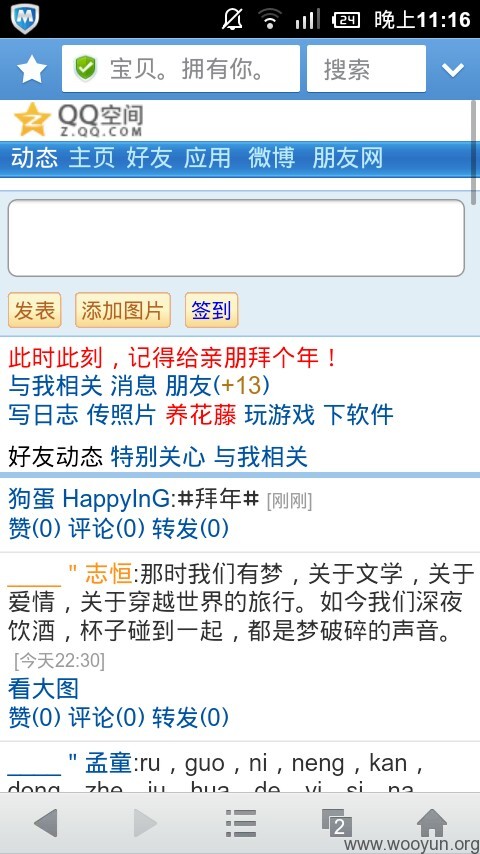 24 晚上11:16
宝贝。拥有你。 搜索
QQ空间
Z.QQ.COM
动态 主页 好友 应用 微博 朋友网
发表 添加图片 签到
此时此刻，记得给亲朋拜个年！
与我相关 消息 朋友(+13)
写日志 传照片 养花藤 玩游戏 下软件
好友动态 特别关心 与我相关
狗蛋 HappyInG:#拜年# [刚刚]
赞(0) 评论(0) 转发(0)
____ " 志恒:那时我们有梦，关于文学，关于
爱情，关于穿越世界的旅行。如今我们深夜
饮酒，杯子碰到一起，都是梦破碎的声音。
[今天22:30]
看大图
赞(0) 评论(0) 转发(0)
____ " 孟童:ru，guo，ni，neng，kan，
dong，zhe，ju，hua，de，yi，si，na
2
www.wooyun.org